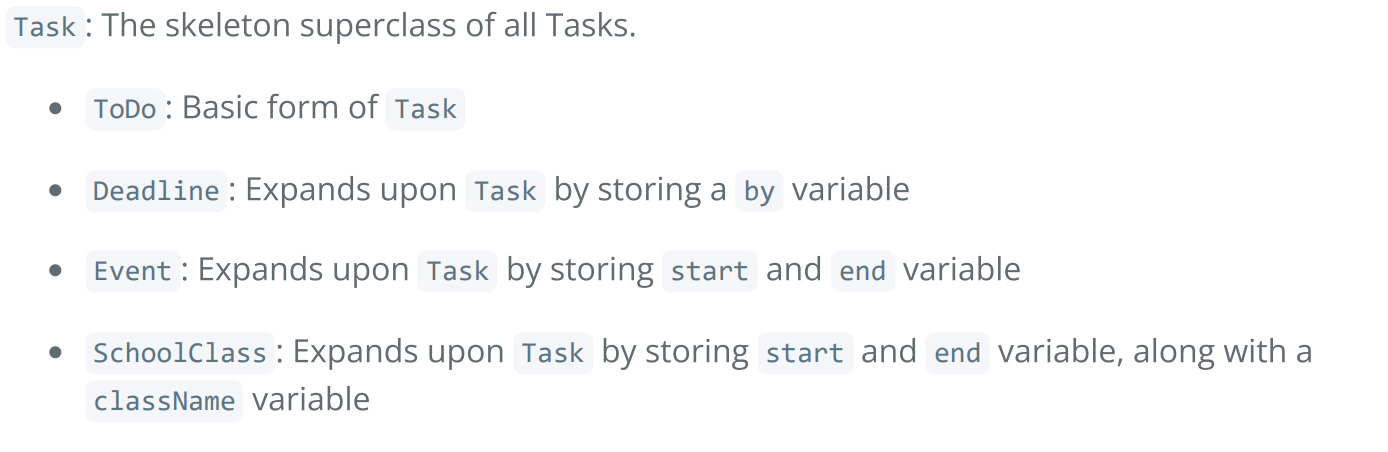 Task: The skeleton superclass of all Tasks.
• ToDo: Basic form of Task
• Deadline: Expands upon Task by storing a by variable
• Event: Expands upon Task by storing start and end variable
• SchoolClass: Expands upon Task by storing start and end variable, along with a
className variable